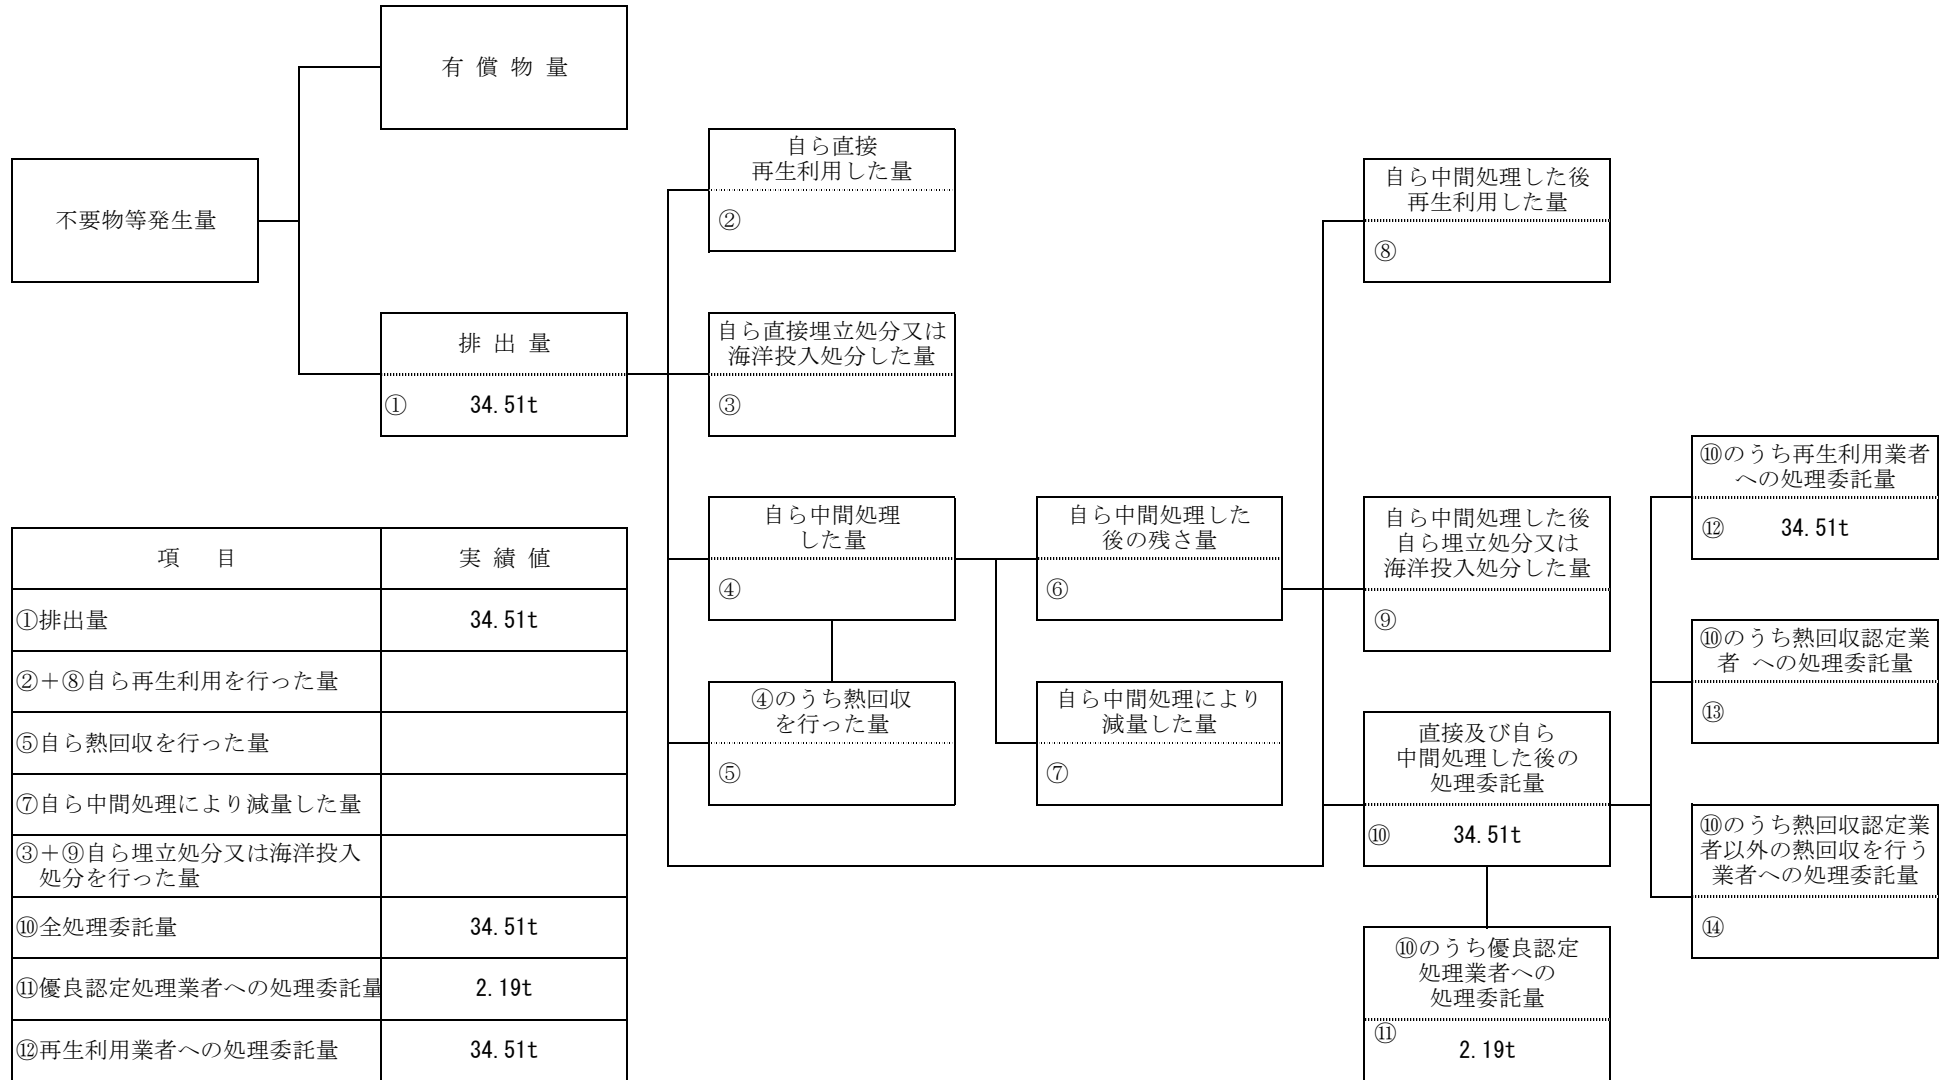 有 償 物 量
不要物等発生量
排 出 量
① 34.51t
自ら直接
再生利用した量
②
自ら直接埋立処分又は
海洋投入処分した量
③
自ら中間処理
した量
④
④のうち熱回収
を行った量
⑤
自ら中間処理した
後の残さ量
⑥
自ら中間処理により
減量した量
⑦
自ら中間処理した後
再生利用した量
⑧
自ら中間処理した後
自ら埋立処分又は
海洋投入処分した量
⑨
直接及び自ら
中間処理した後の
処理委託量
⑩ 34.51t
⑩のうち優良認定
処理業者への
処理委託量
⑪ 2.19t
⑩のうち再生利用業者
への処理委託量
⑫ 34.51t
⑩のうち熱回収認定業
者 への処理委託量
⑬
⑩のうち熱回収認定業
者以外の熱回収を行う
業者への処理委託量
⑭
項 目 実 績 値
①排出量 34.51t
②+⑧自ら再生利用を行った量
⑤自ら熱回収を行った量
⑦自ら中間処理により減量した量
③+⑨自ら埋立処分又は海洋投入
処分を行った量
⑩全処理委託量 34.51t
⑪優良認定処理業者への処理委託量 2.19t
⑫再生利用業者への処理委託量 34.51t